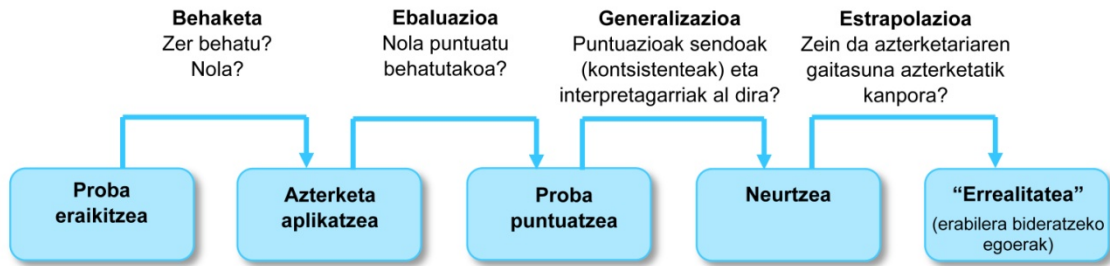 Behaketa
Zer behatu?
Nola?
Ebaluazioa
Nola puntuatu
behatutakoa?
Generalizazioa
Puntuazioak sendoak
(kontsistenteak) eta
interpretagarriak al dira?
Estrapolazioa
Zein da azterketariaren
gaitasuna azterketatik
kanpora?
Proba
eraikitzea
Azterketa
aplikatzea
Proba
puntuatzea
Neurtzea
“Errealitatea”
(erabilera bideratzeko
egoerak)